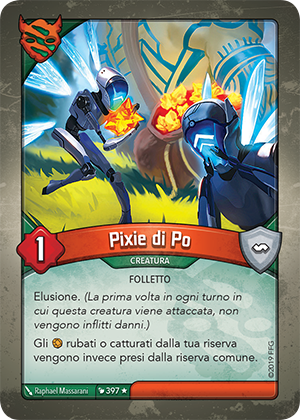 Pixie di Po
1
CREATURA
FOLLETTO
Elusione. (La prima volta in ogni turno in
cui questa creatura viene attaccata, non
vengono inflitti danni.)
Gli rubati o catturati dalla tua riserva
vengono invece presi dalla riserva comune.
Raphael Massarani
397
©2019 FFG